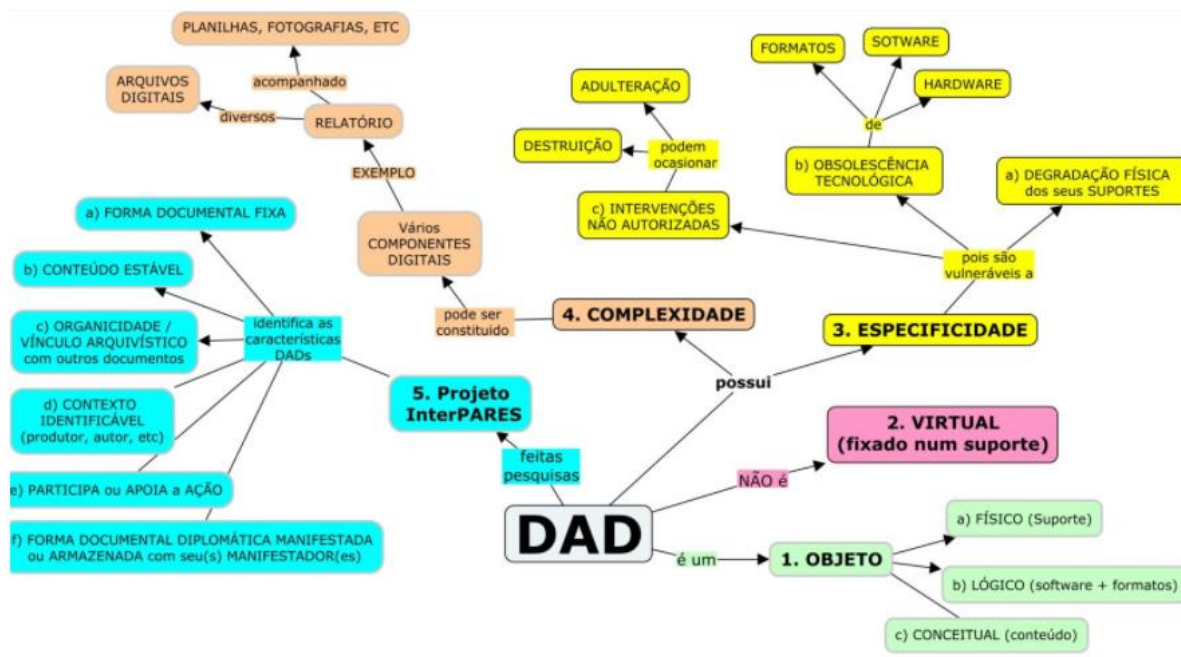 PLANILHAS, FOTOGRAFIAS, ETC
acompanhado
ARQUIVOS
DIGITAIS
diversos
RELATÓRIO
EXEMPLO
Vários
COMPONENTES
DIGITAIS
pode ser
constituído
4. COMPLEXIDADE
FORMATOS
SOTWARE
HARDWARE
de
b) OBSOLESCÊNCIA
TECNOLÓGICA
a) DEGRADAÇÃO FÍSICA
dos seus SUPORTES
ADULTERAÇÃO
DESTRUIÇÃO
podem
ocasionar
c) INTERVENÇÕES
NÃO AUTORIZADAS
pois são
vulneráveis a
3. ESPECIFICIDADE
possui
a) FORMA DOCUMENTAL FIXA
b) CONTEÚDO ESTÁVEL
c) ORGANICIDADE /
VÍNCULO ARQUIVÍSTICO
com outros documentos
d) CONTEXTO
IDENTIFICÁVEL
(produtor, autor, etc)
e) PARTICIPA ou APOIA a AÇÃO
f) FORMA DOCUMENTAL DIPLOMÁTICA MANIFESTADA
ou ARMAZENADA com seu(s) MANIFESTADOR(es)
identifica as
características
DADs
5. Projeto
InterPARES
feitas
pesquisas
2. VIRTUAL
(fixado num suporte)
NÃO é
DAD
é um
1. OBJETO
a) FÍSICO (Suporte)
b) LÓGICO (software + formatos)
c) CONCEITUAL (conteúdo)